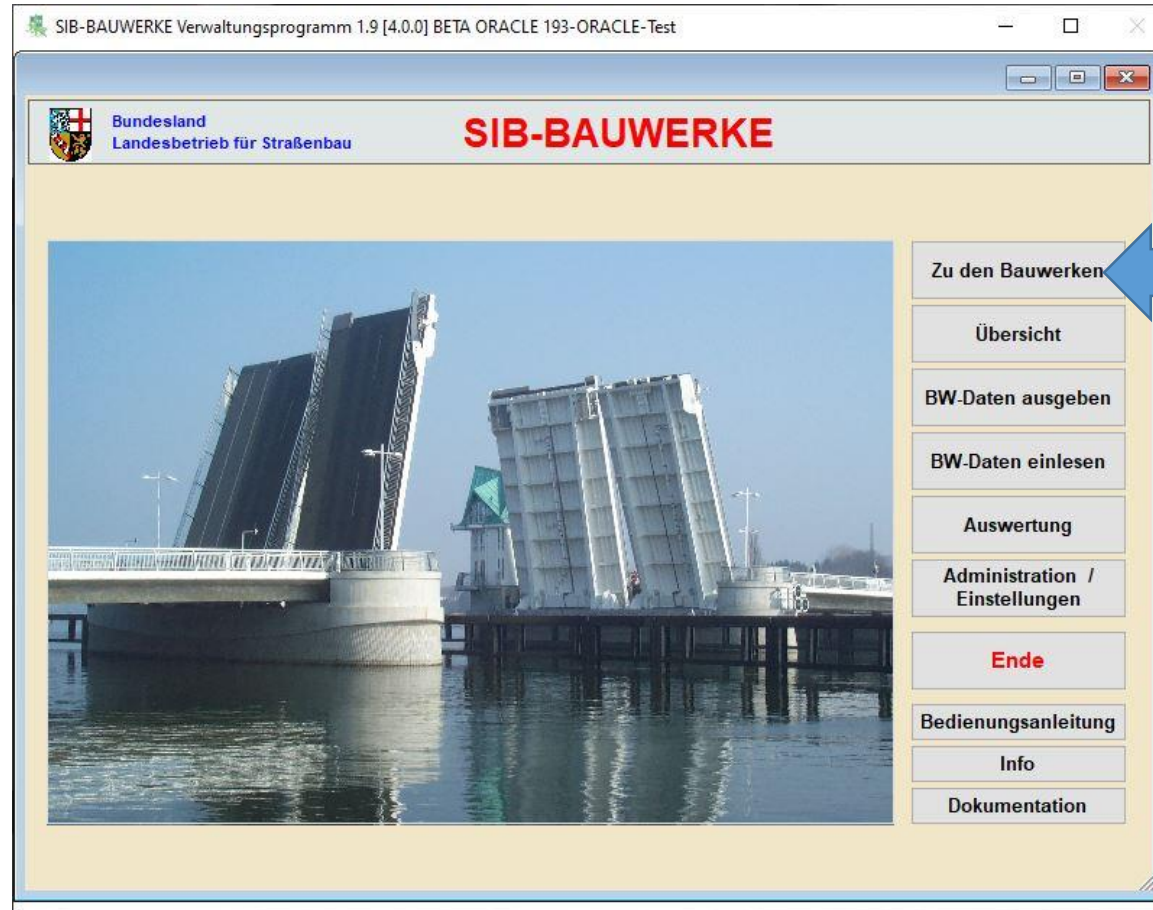 SIB-BAUWERKE Verwaltungsprogramm 1.9 [4.0.0] BETA ORACLE 193-ORACLE-Test
Bundesland
Landesbetrieb für Straßenbau
SIB-BAUWERKE
Zu den Bauwerken
Übersicht
BW-Daten ausgeben
BW-Daten einlesen
Auswertung
Administration /
Einstellungen
Ende
Bedienungsanleitung
Info
Dokumentation